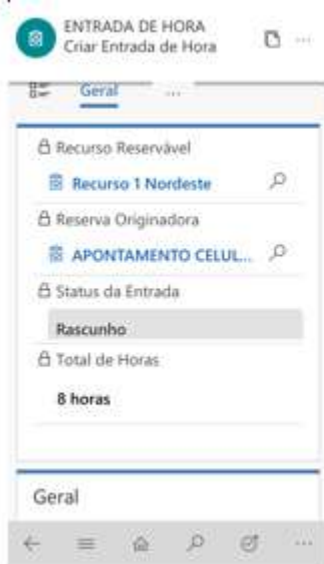 ENTRADA DE HORA
Criar Entrada de Hora
Geral ...
Recurso Reservável
Recurso 1 Nordeste
Reserva Originadora
APONTAMENTO CELUL...
Status da Entrada
Rascunho
Total de Horas
8 horas
Geral